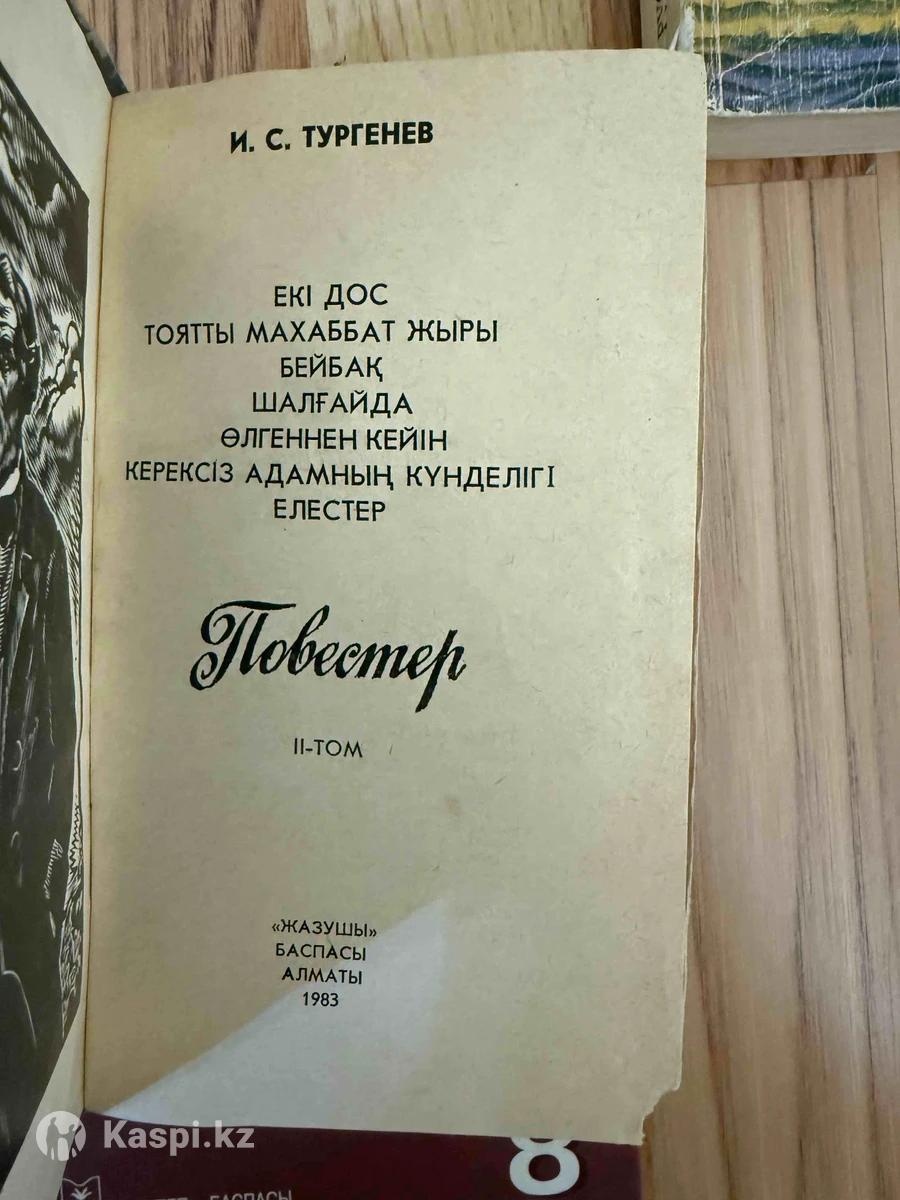 И. С. ТУРГЕНЕВ
ЕКІ ДОС
ТОЯТТЫ МАХАББАТ ЖЫРЫ
БЕЙБАҚ
ШАЛҒАЙДА
ӨЛГЕННЕН КЕЙІН
КЕРЕКСІЗ АДАМНЫҢ КҮНДЕЛІГІ
ЕЛЕСТЕР
Повестер
II-ТОМ
«ЖАЗУШЫ»
БАСПАСЫ
АЛМАТЫ
1983
Kaspi.kz
8
БАСПАСЫ